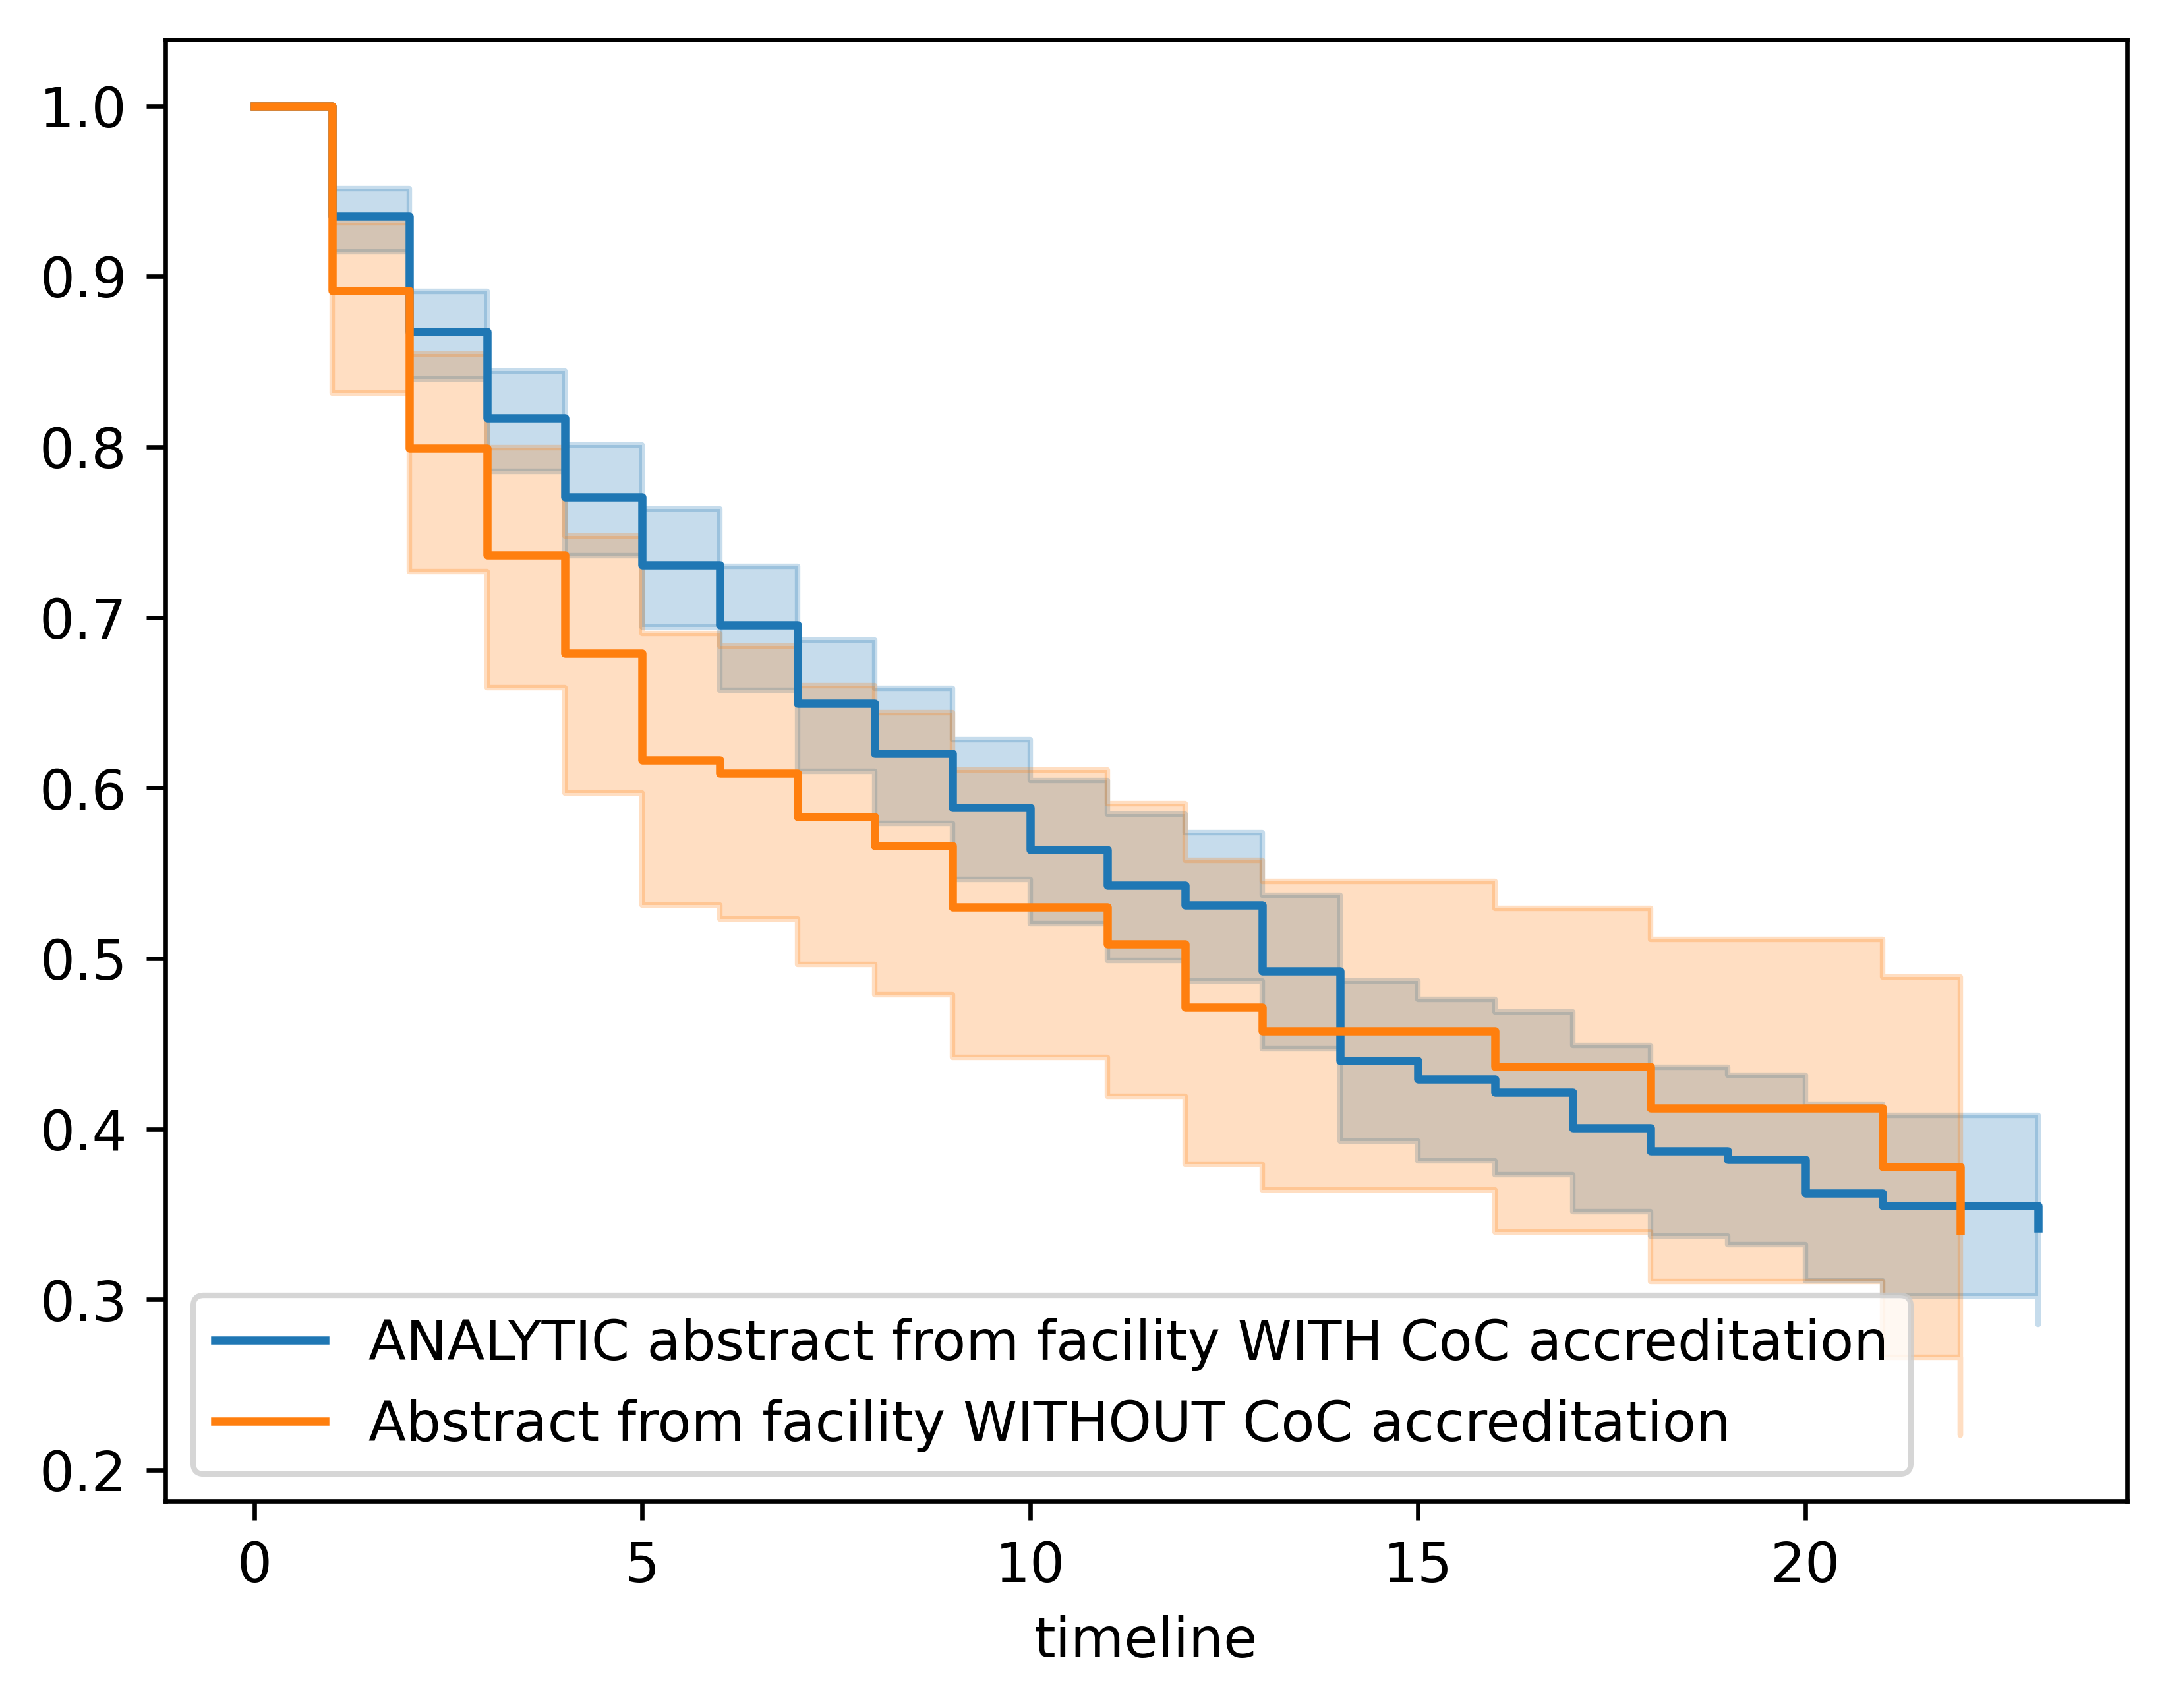 1.0
0.9
0.8
0.7
0.6
0.5
0.4
0.3
0.2
ANALYTIC abstract from facility WITH CoC accreditation
Abstract from facility WITHOUT CoC accreditation
0 5 10 15 20
timeline